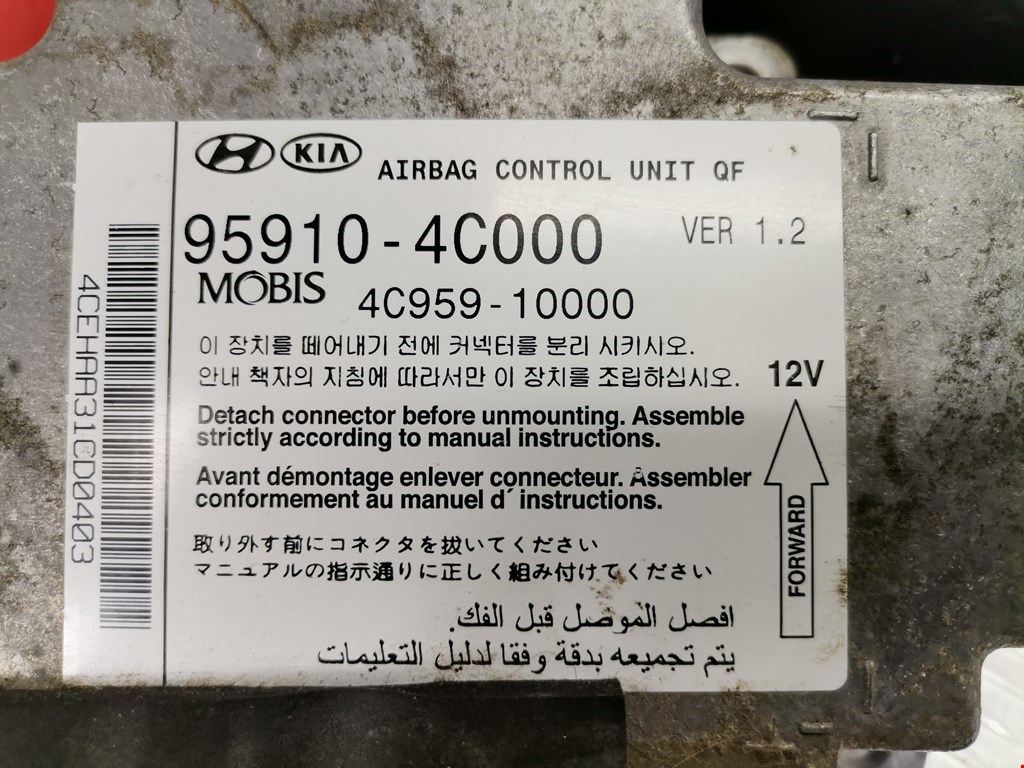 KIA
AIRBAG CONTROL UNIT QF
95910-4C000
VER 1.2
MOBIS
4C959-10000
이 장치를 떼어내기 전에 커넥터를 분리 시키시오.
안내 책자의 지침에 따라서만 이 장치를 조립하십시오.
12V
Detach connector before unmounting. Assemble
strictly according to manual instructions.
Avant démontage enlever connecteur. Assembler
conformement au manuel d´ instructions.
FORWARD
取り外す前にコネクタを抜いてください
マニュアルの指示通りに正しく組み付けてください
افصل الموصل قبل الفك.
يتم تجميعه بدقة وفقا لدليل التعليمات
4CEHAA31CD0403